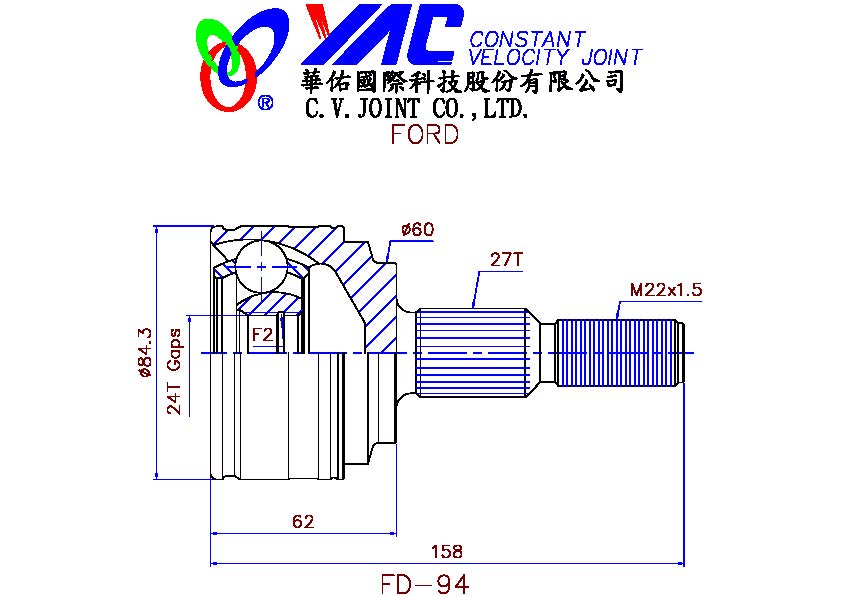 YAC CONSTANT
VELOCITY JOINT
®
華佑國際科技股份有限公司
C.V.JOINT CO.,LTD.
FORD
ø60
27T
M22x1.5
F2
ø84.3
24T Gaps
62
158
FD-94